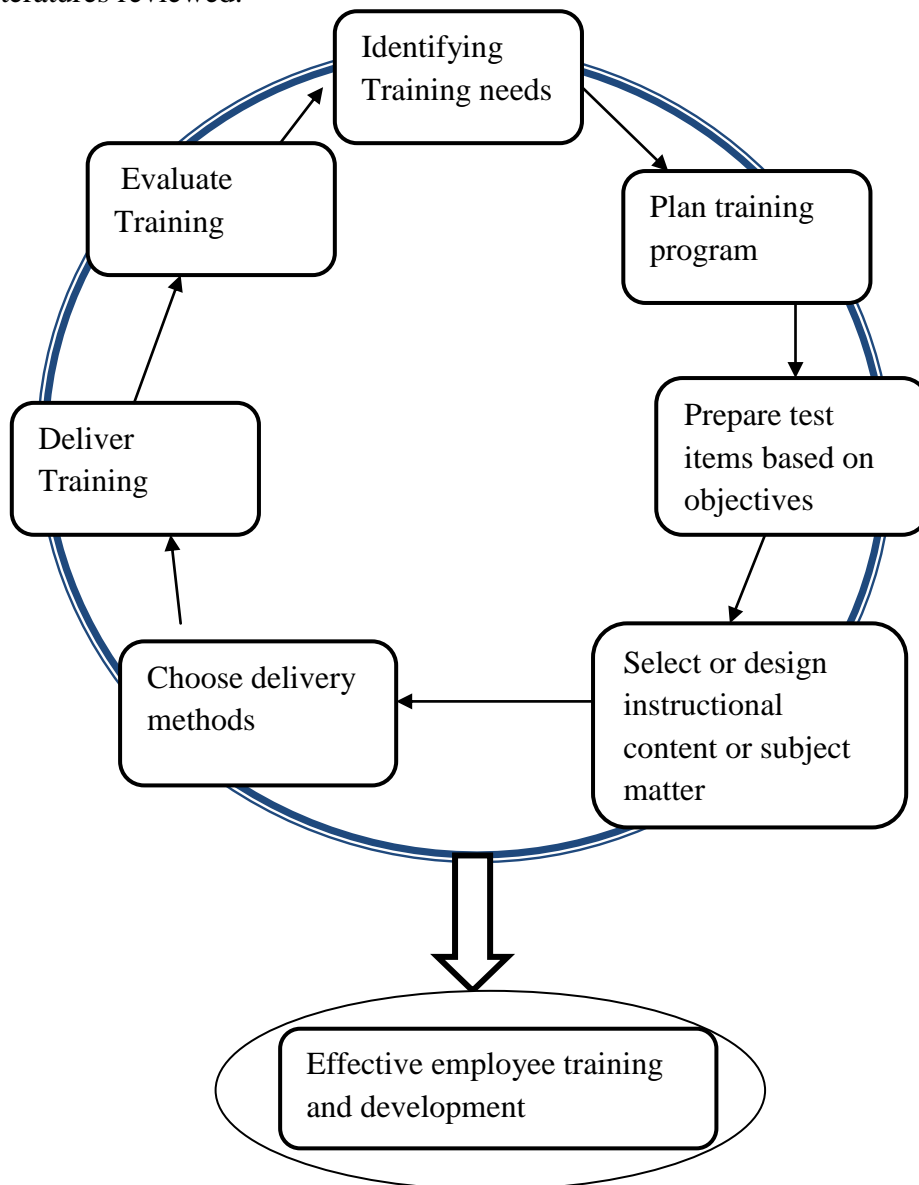 Identifying
Training needs
Plan training
program
Prepare test
items based on
objectives
Select or design
instructional
content or subject
matter
Choose delivery
methods
Deliver
Training
Evaluate
Training
Effective employee training
and development